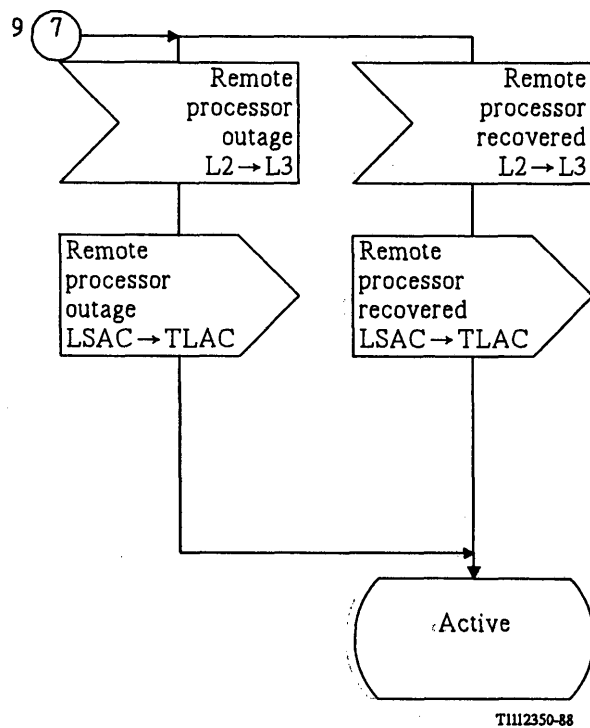 9 7
Remote
processor
outage
L2→L3
Remote
processor
recovered
L2→L3
Remote
processor
outage
LSAC→TLAC
Remote
processor
recovered
LSAC→TLAC
Active
T1112350-88